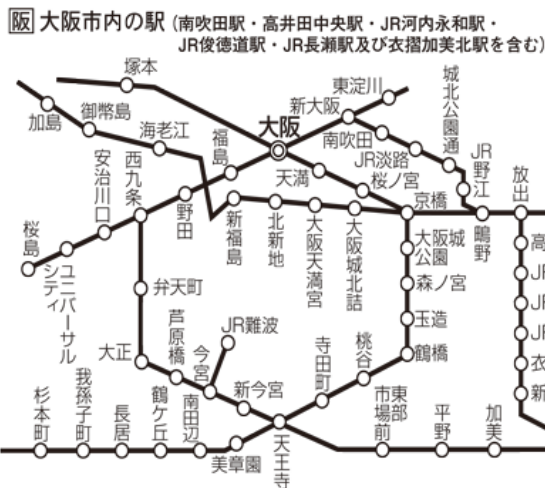 阪 大阪市内の駅 (南吹田駅・高井田中央駅・JR河内永和駅・
JR俊徳道駅・JR長瀬駅及び衣摺加美北駅を含む)
塚本
加島
御幣島
海老江
東淀川
新大阪
大阪
南吹田
JR淡路
城北公園通
JR野江
放出
安治川口
西九条
福島
天満
桜ノ宮
京橋
鴫野
桜島
ユニバーサルシティ
野田
新福島
北新地
大阪天満宮
大阪城北詰
大阪城公園
森ノ宮
玉造
鶴橋
高
JR
JR
JR
衣
新
弁天町
大正
芦原橋
今宮
JR難波
新今宮
寺田町
桃谷
杉本町
我孫子町
長居
鶴ケ丘
南田辺
美章園
天王寺
東部市場前
平野
加美